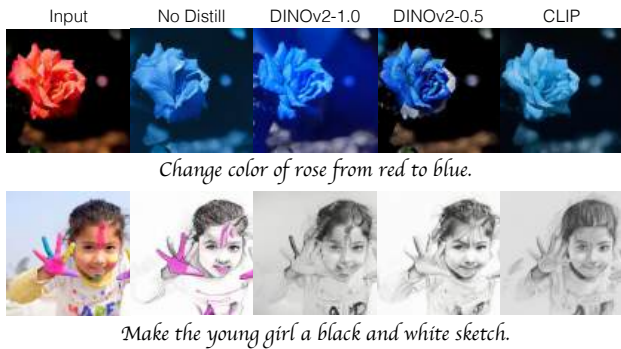 Input No Distill DINOv2-1.0 DINOv2-0.5 CLIP
Change color of rose from red to blue.
Make the young girl a black and white sketch.